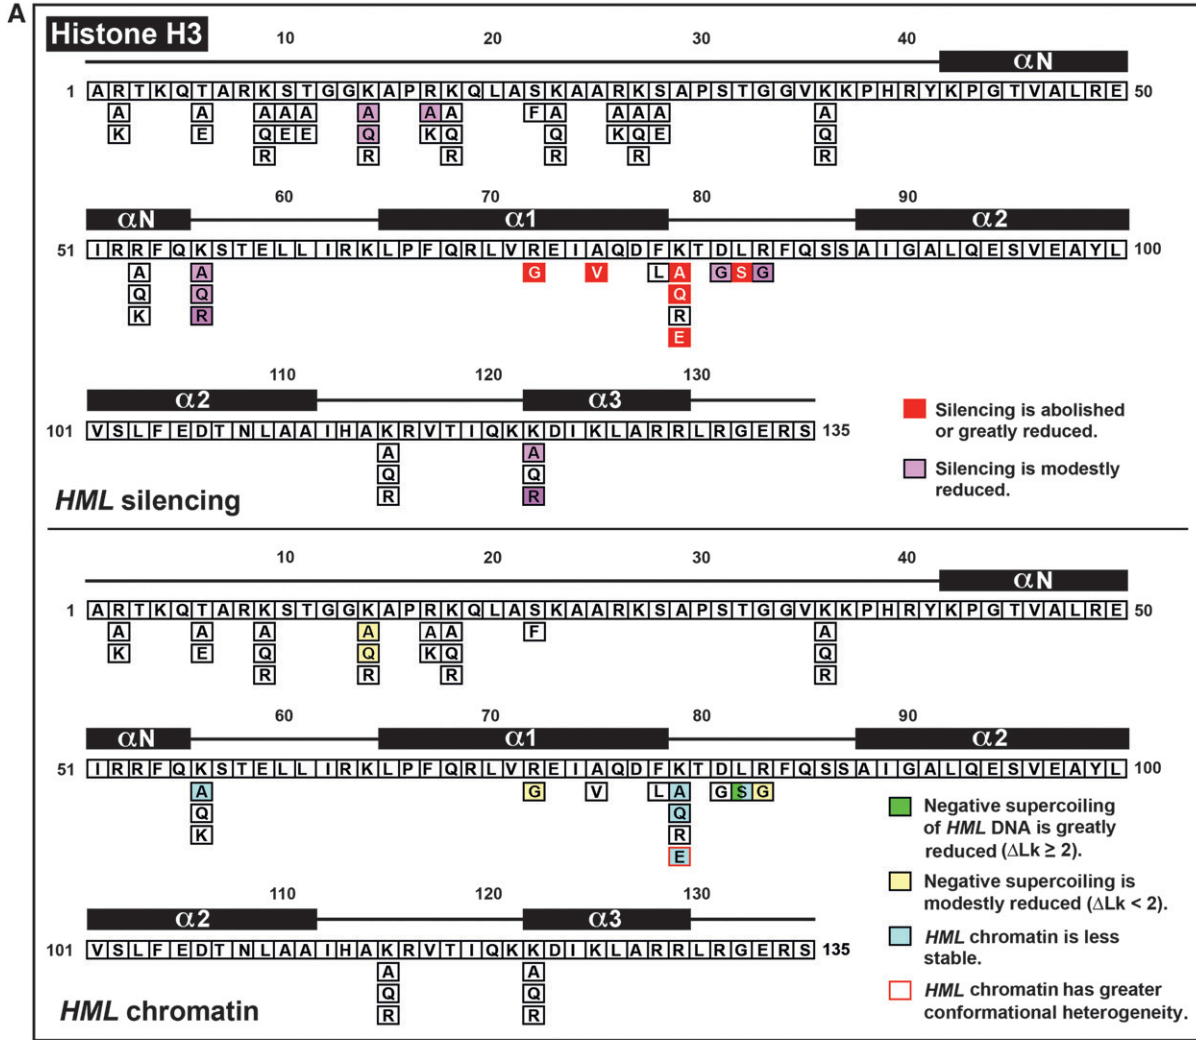 A
Histone H3
10 20 30 40
αN
1 ARTKQTARKSTGGKAPRKQLASKAARKSAPSTGGVKKPHRYKPGTVALRE 50
A A A A A A A A F A A A A A
K E Q E E Q K Q Q K Q E Q
R R R R R R
60 70 80 90
αN α1 α2
51 IRRFQKSTELLIRKLPFQRLVREIAQDFKTDLRFQSSAIGALQESVEAYL 100
A A G V L A G S G
Q Q Q
K R R
E
110 120 130
α2 α3
101 VSLFEDTNLAAIHAKRVTIQKKDIKLARRLRGERS 135
A A
Q Q
R R
Silencing is abolished
or greatly reduced.
Silencing is modestly
reduced.
HML silencing
10 20 30 40
αN
1 ARTKQTARKSTGGKAPRKQLASKAARKSAPSTGGVKKPHRYKPGTVALRE 50
A A A A A A F A
K E Q Q K Q Q
R R R R
60 70 80 90
αN α1 α2
51 IRRFQKSTELLIRKLPFQRLVREIAQDFKTDLRFQSSAIGALQESVEAYL 100
A G V L A G S G
Q Q
K R
E
110 120 130
α2 α3
101 VSLFEDTNLAAIHAKRVTIQKKDIKLARRLRGERS 135
A A
Q Q
R R
Negative supercoiling
of HML DNA is greatly
reduced (ΔLk ≥ 2).
Negative supercoiling is
modestly reduced (ΔLk < 2).
HML chromatin is less
stable.
HML chromatin has greater
conformational heterogeneity.
HML chromatin